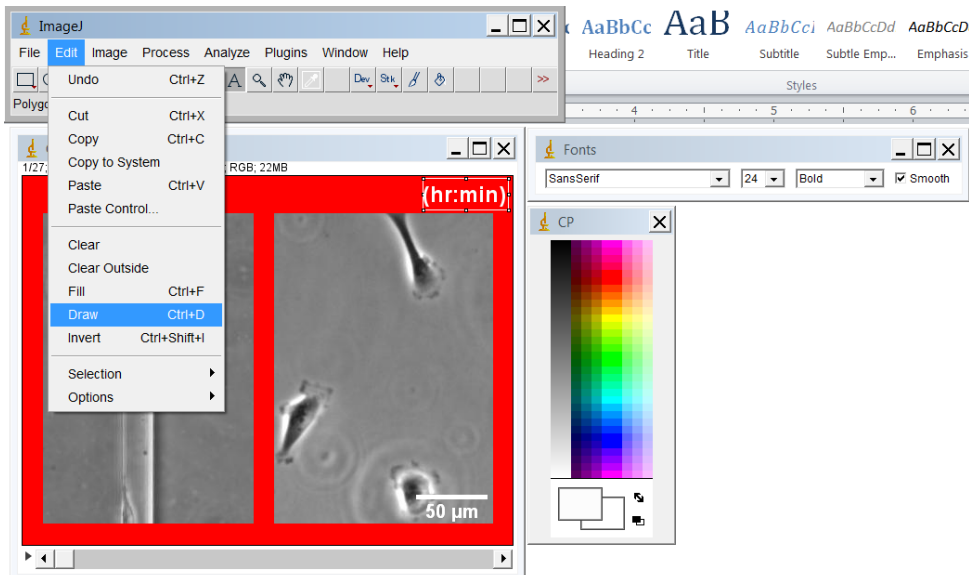 ImageJ
File Edit Image Process Analyze Plugins Window Help
A Dev Stk >>
Undo Ctrl+Z
Cut Ctrl+X
Copy Ctrl+C
Copy to System
Paste Ctrl+V
Paste Control...
Clear
Clear Outside
Fill Ctrl+F
Draw Ctrl+D
Invert Ctrl+Shift+I
Selection
Options
1/27; RGB; 22MB
(hr:min)
50 µm
AaBbCc AaB AaBbCcI AaBbCcDd AaBbCcD
Heading 2 Title Subtitle Subtle Emp... Emphasis
Styles
4 5 6
Fonts
SansSerif 24 Bold Smooth
CP